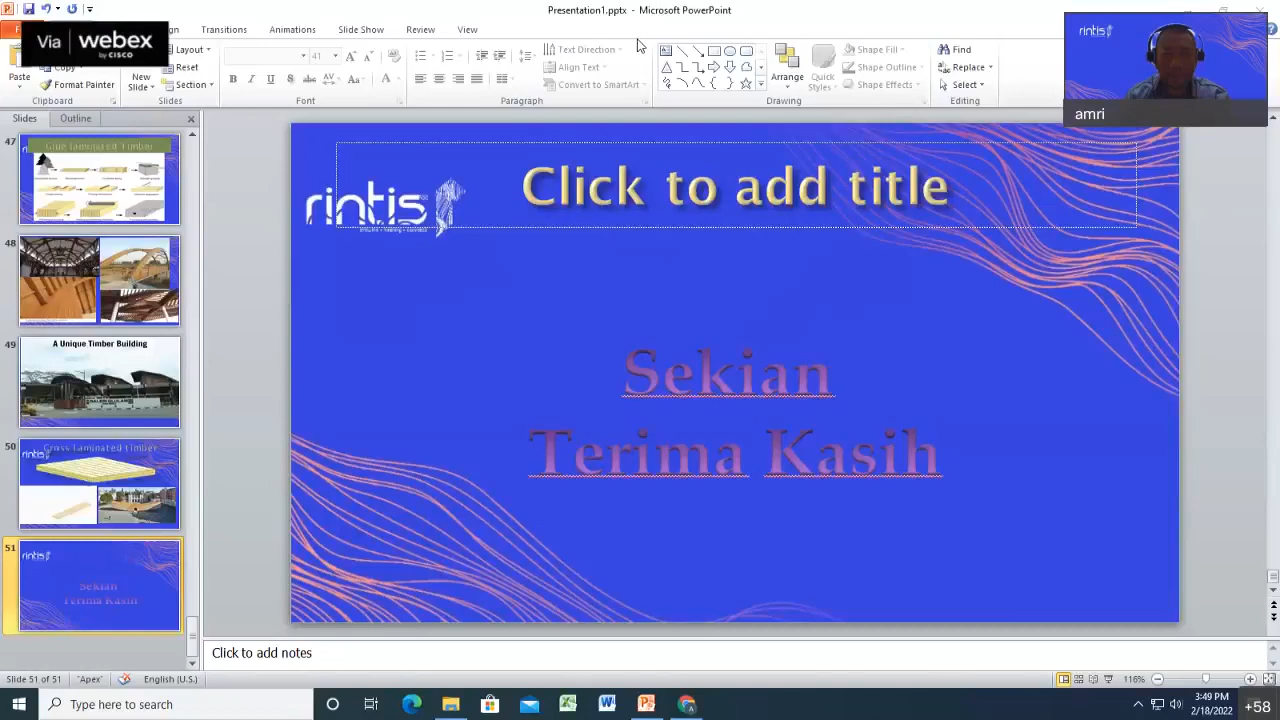 Presentation1.pptx - Microsoft PowerPoint
Via webex
by CISCO
Transitions
Animations
Slide Show
Review
View
Paste
Copy
Format Painter
Clipboard
New
Slide
Layout
Reset
Section
Slides
41
Font
Text Direction
Align Text
Convert to SmartArt
Paragraph
Arrange
Quick
Styles
Shape Fill
Shape Outline
Shape Effects
Drawing
Find
Replace
Select
Editing
rintis
amri
Slides
Outline
47
Glue Laminated Timber
48
49
A Unique Timber Building
50
rintis
Cross Laminated Timber
51
rintis
Sekian
Terima Kasih
rintis
Click to add title
Sekian
Terima Kasih
Click to add notes
Slide 51 of 51
"Apex"
English (U.S.)
116%
Type here to search
3:49 PM
2/18/2022
+58